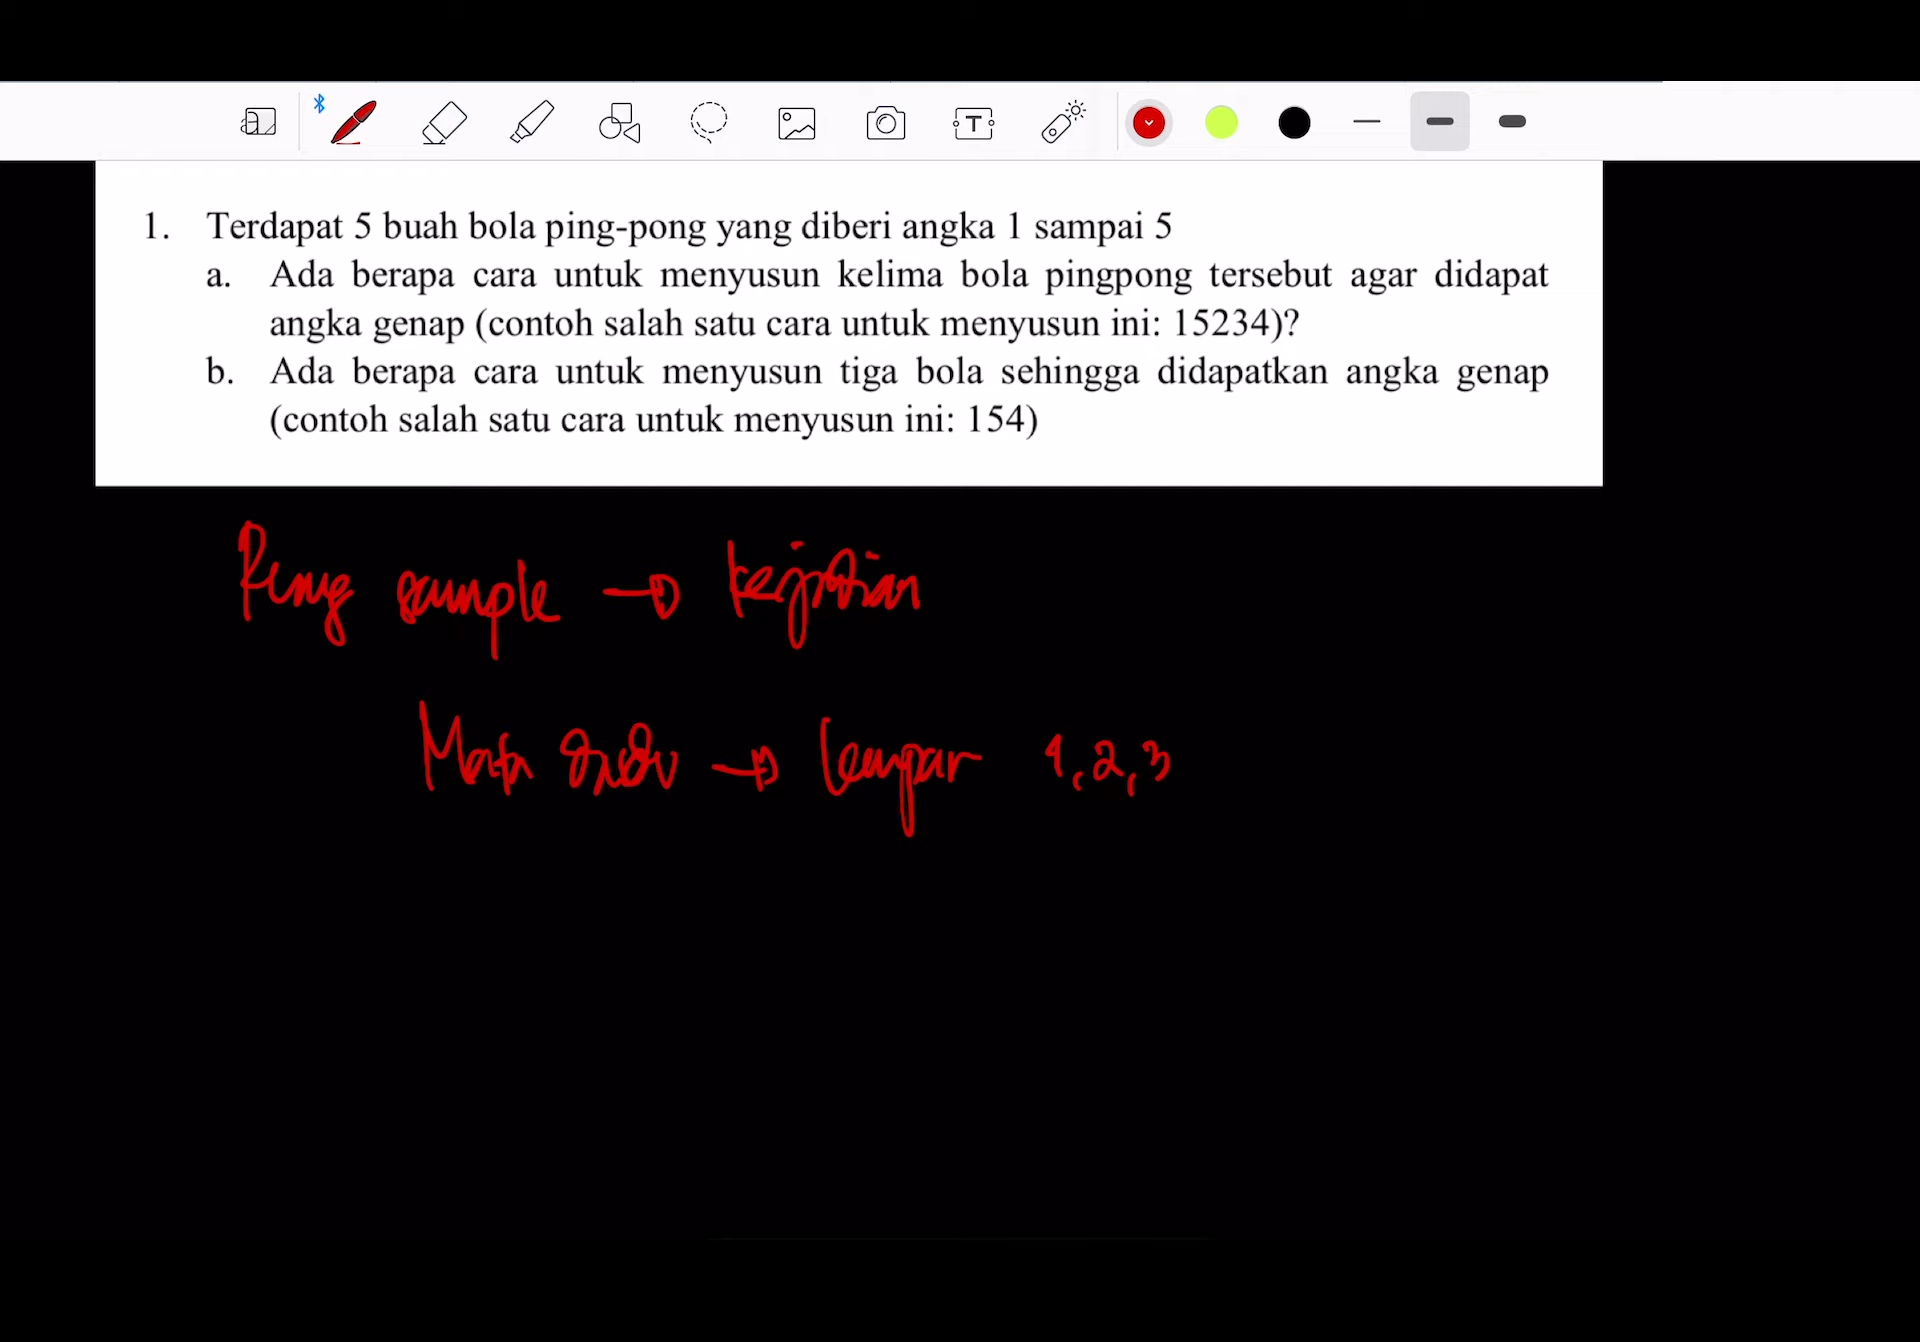 1. Terdapat 5 buah bola ping-pong yang diberi angka 1 sampai 5
a. Ada berapa cara untuk menyusun kelima bola pingpong tersebut agar didapat
angka genap (contoh salah satu cara untuk menyusun ini: 15234)?
b. Ada berapa cara untuk menyusun tiga bola sehingga didapatkan angka genap
(contoh salah satu cara untuk menyusun ini: 154)
sample → kejadian
Mata dadu → lempar 1, 2, 3